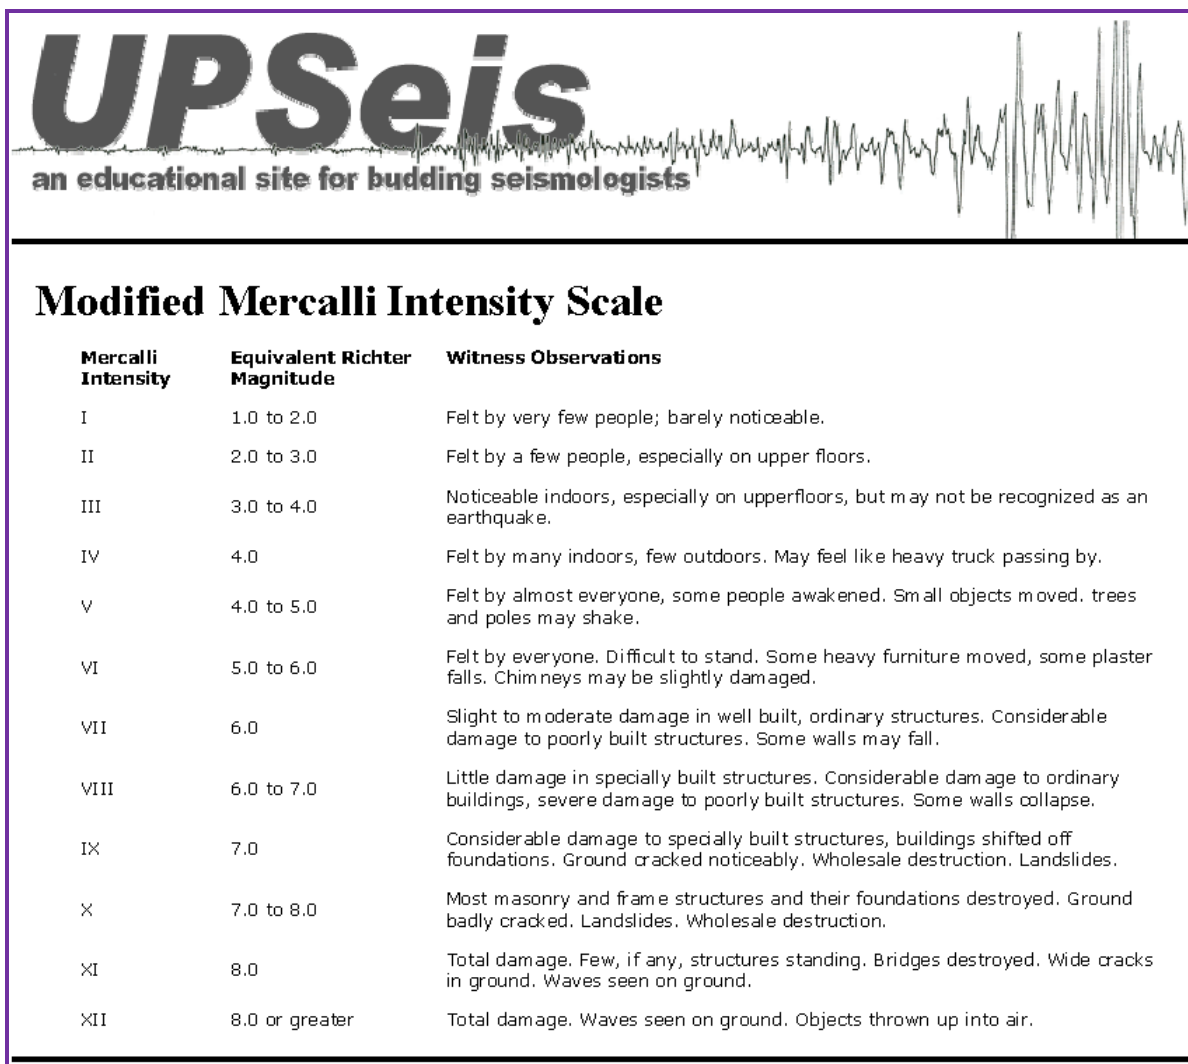 UPSeis
an educational site for budding seismologists
Modified Mercalli Intensity Scale
Mercalli Intensity Equivalent Richter Magnitude Witness Observations
I 1.0 to 2.0 Felt by very few people; barely noticeable.
II 2.0 to 3.0 Felt by a few people, especially on upper floors.
III 3.0 to 4.0 Noticeable indoors, especially on upperfloors, but may not be recognized as an
earthquake.
IV 4.0 Felt by many indoors, few outdoors. May feel like heavy truck passing by.
V 4.0 to 5.0 Felt by almost everyone, some people awakened. Small objects moved. trees
and poles may shake.
VI 5.0 to 6.0 Felt by everyone. Difficult to stand. Some heavy furniture moved, some plaster
falls. Chimneys may be slightly damaged.
VII 6.0 Slight to moderate damage in well built, ordinary structures. Considerable
damage to poorly built structures. Some walls may fall.
VIII 6.0 to 7.0 Little damage in specially built structures. Considerable damage to ordinary
buildings, severe damage to poorly built structures. Some walls collapse.
IX 7.0 Considerable damage to specially built structures, buildings shifted off
foundations. Ground cracked noticeably. Wholesale destruction. Landslides.
X 7.0 to 8.0 Most masonry and frame structures and their foundations destroyed. Ground
badly cracked. Landslides. Wholesale destruction.
XI 8.0 Total damage. Few, if any, structures standing. Bridges destroyed. Wide cracks
in ground. Waves seen on ground.
XII 8.0 or greater Total damage. Waves seen on ground. Objects thrown up into air.